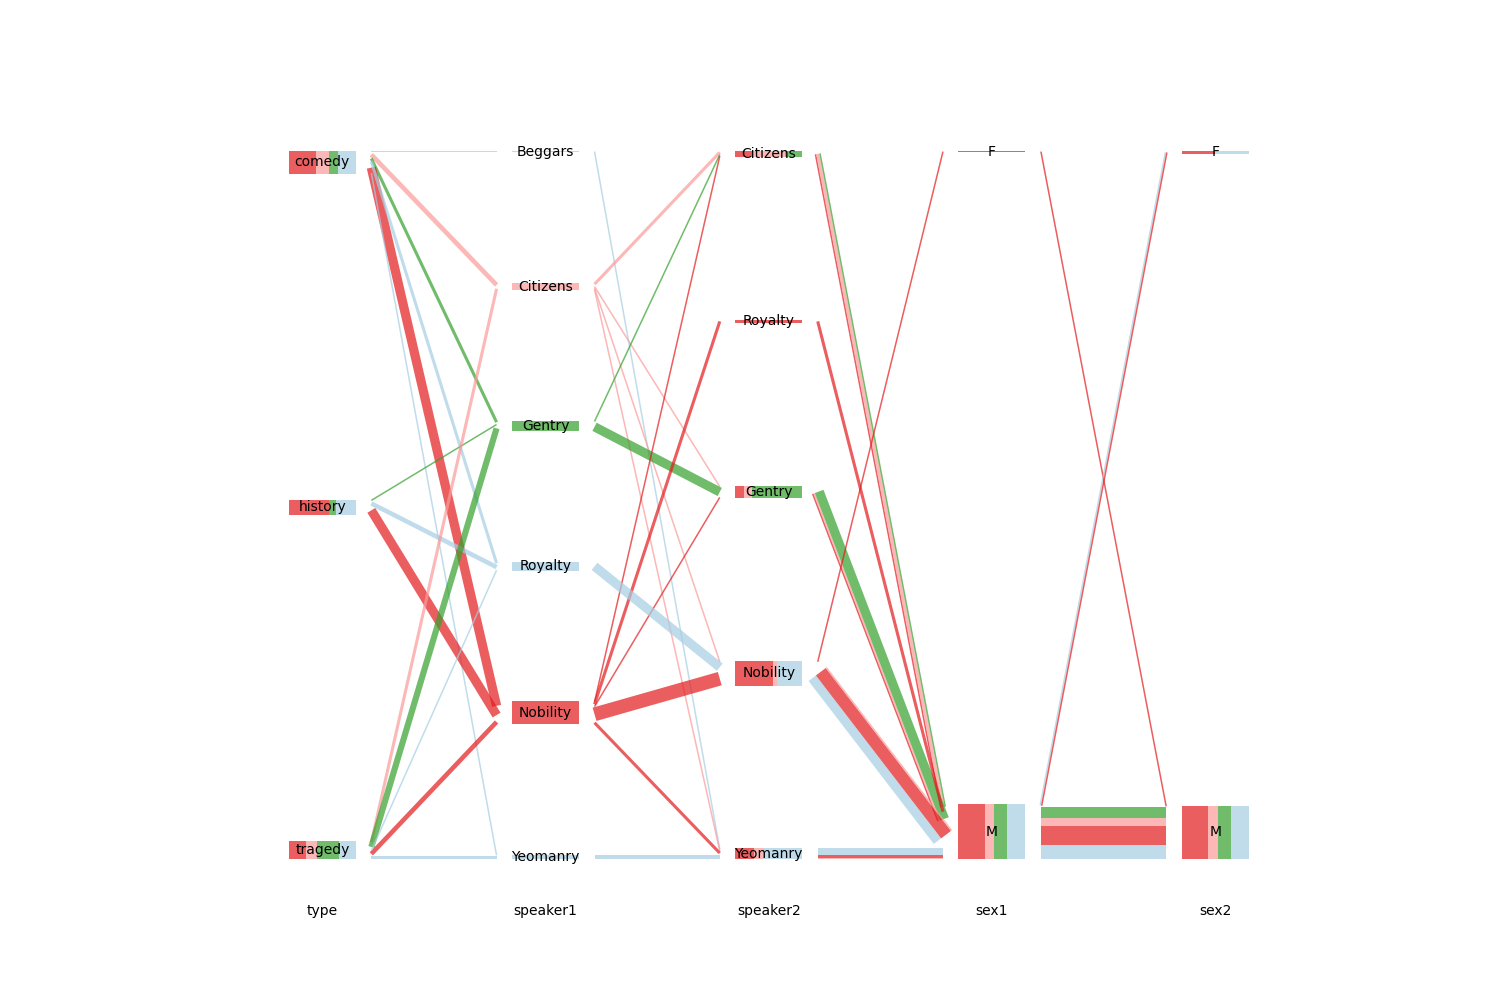 comedy
history
tragedy
type
Beggars
Citizens
Gentry
Royalty
Nobility
Yeomanry
speaker1
Citizens
Royalty
Gentry
Nobility
Yeomanry
speaker2
F
M
sex1
F
M
sex2